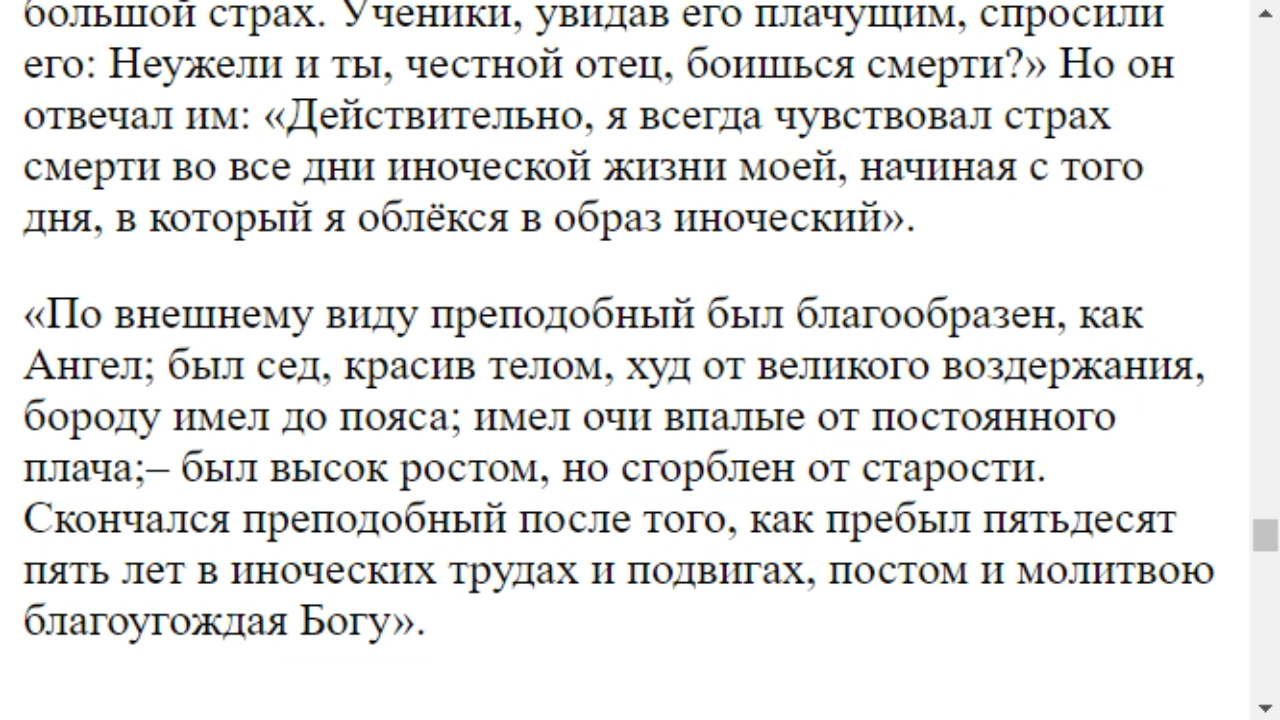 большой страх. Ученики, увидав его плачущим, спросили
его: Неужели и ты, честной отец, боишься смерти?» Но он
отвечал им: «Действительно, я всегда чувствовал страх
смерти во все дни иноческой жизни моей, начиная с того
дня, в который я облёкся в образ иноческий».
«По внешнему виду преподобный был благообразен, как
Ангел; был сед, красив телом, худ от великого воздержания,
бороду имел до пояса; имел очи впалые от постоянного
плача;– был высок ростом, но сгорблен от старости.
Скончался преподобный после того, как пребыл пятьдесят
пять лет в иноческих трудах и подвигах, постом и молитвою
благоугождая Богу».